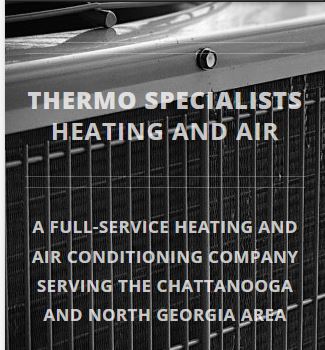 THERMO SPECIALISTS
HEATING AND AIR
A FULL-SERVICE HEATING AND
AIR CONDITIONING COMPANY
SERVING THE CHATTANOOGA
AND NORTH GEORGIA AREA